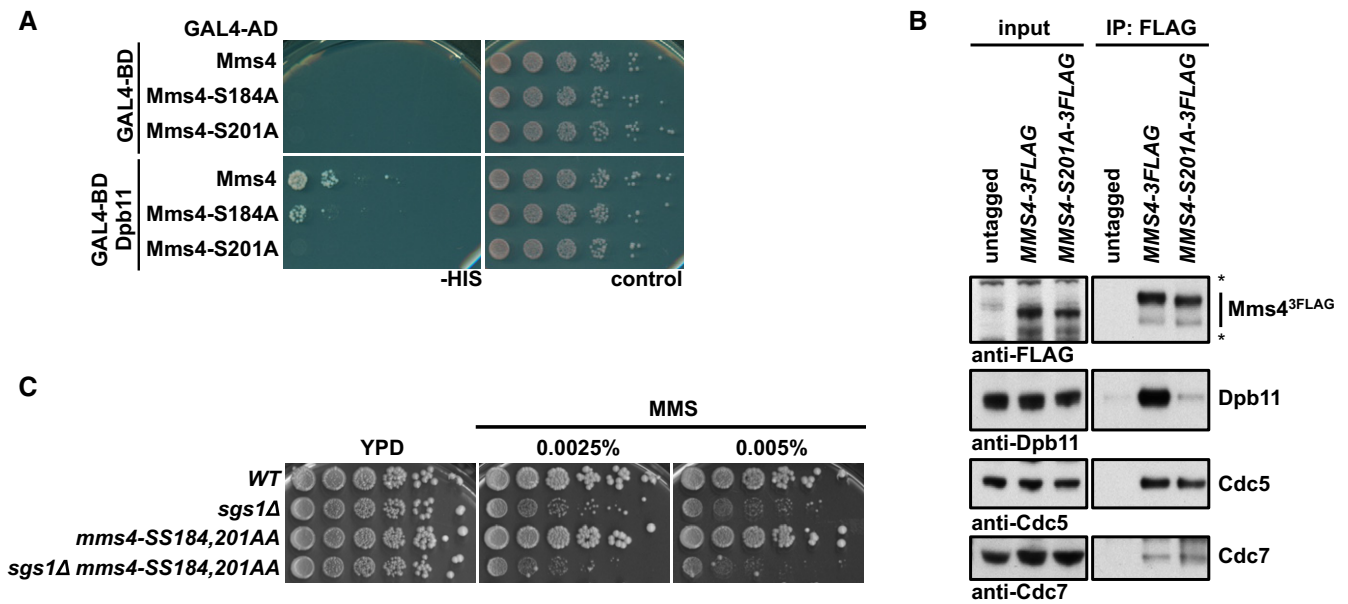 A
GAL4-AD
GAL4-BD
Mms4
Mms4-S184A
Mms4-S201A
GAL4-BD
Dpb11
Mms4
Mms4-S184A
Mms4-S201A
-HIS
control
B
input
IP: FLAG
untagged
MMS4-3FLAG
MMS4-S201A-3FLAG
untagged
MMS4-3FLAG
MMS4-S201A-3FLAG
*
Mms43FLAG
*
anti-FLAG
Dpb11
anti-Dpb11
Cdc5
anti-Cdc5
Cdc7
anti-Cdc7
C
MMS
YPD
0.0025%
0.005%
WT
sgs1Δ
mms4-SS184,201AA
sgs1Δ mms4-SS184,201AA